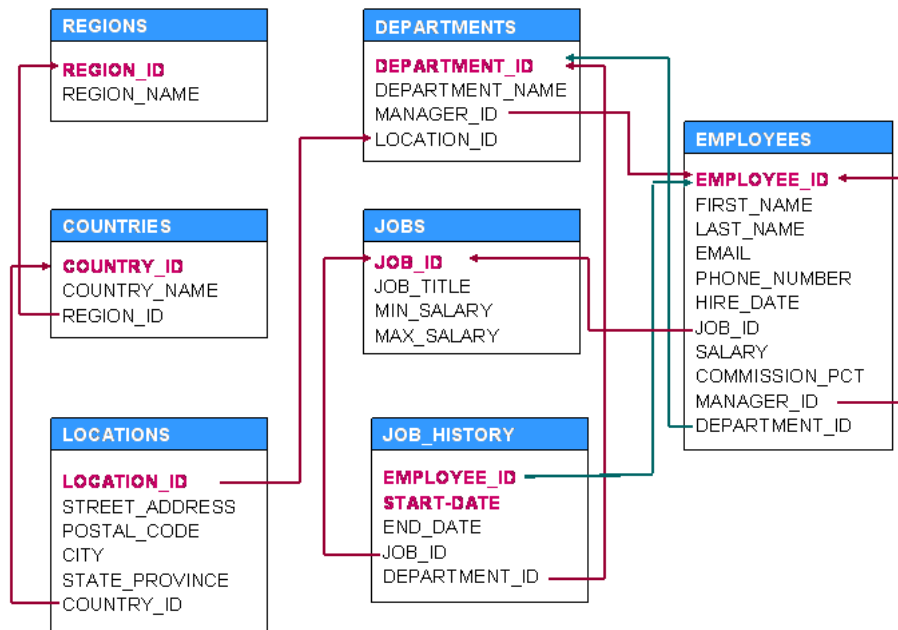 REGIONS
REGION_ID
REGION_NAME
DEPARTMENTS
DEPARTMENT_ID
DEPARTMENT_NAME
MANAGER_ID
LOCATION_ID
EMPLOYEES
EMPLOYEE_ID
FIRST_NAME
LAST_NAME
EMAIL
PHONE_NUMBER
HIRE_DATE
JOB_ID
SALARY
COMMISSION_PCT
MANAGER_ID
DEPARTMENT_ID
COUNTRIES
COUNTRY_ID
COUNTRY_NAME
REGION_ID
JOBS
JOB_ID
JOB_TITLE
MIN_SALARY
MAX_SALARY
LOCATIONS
LOCATION_ID
STREET_ADDRESS
POSTAL_CODE
CITY
STATE_PROVINCE
COUNTRY_ID
JOB_HISTORY
EMPLOYEE_ID
START-DATE
END_DATE
JOB_ID
DEPARTMENT_ID